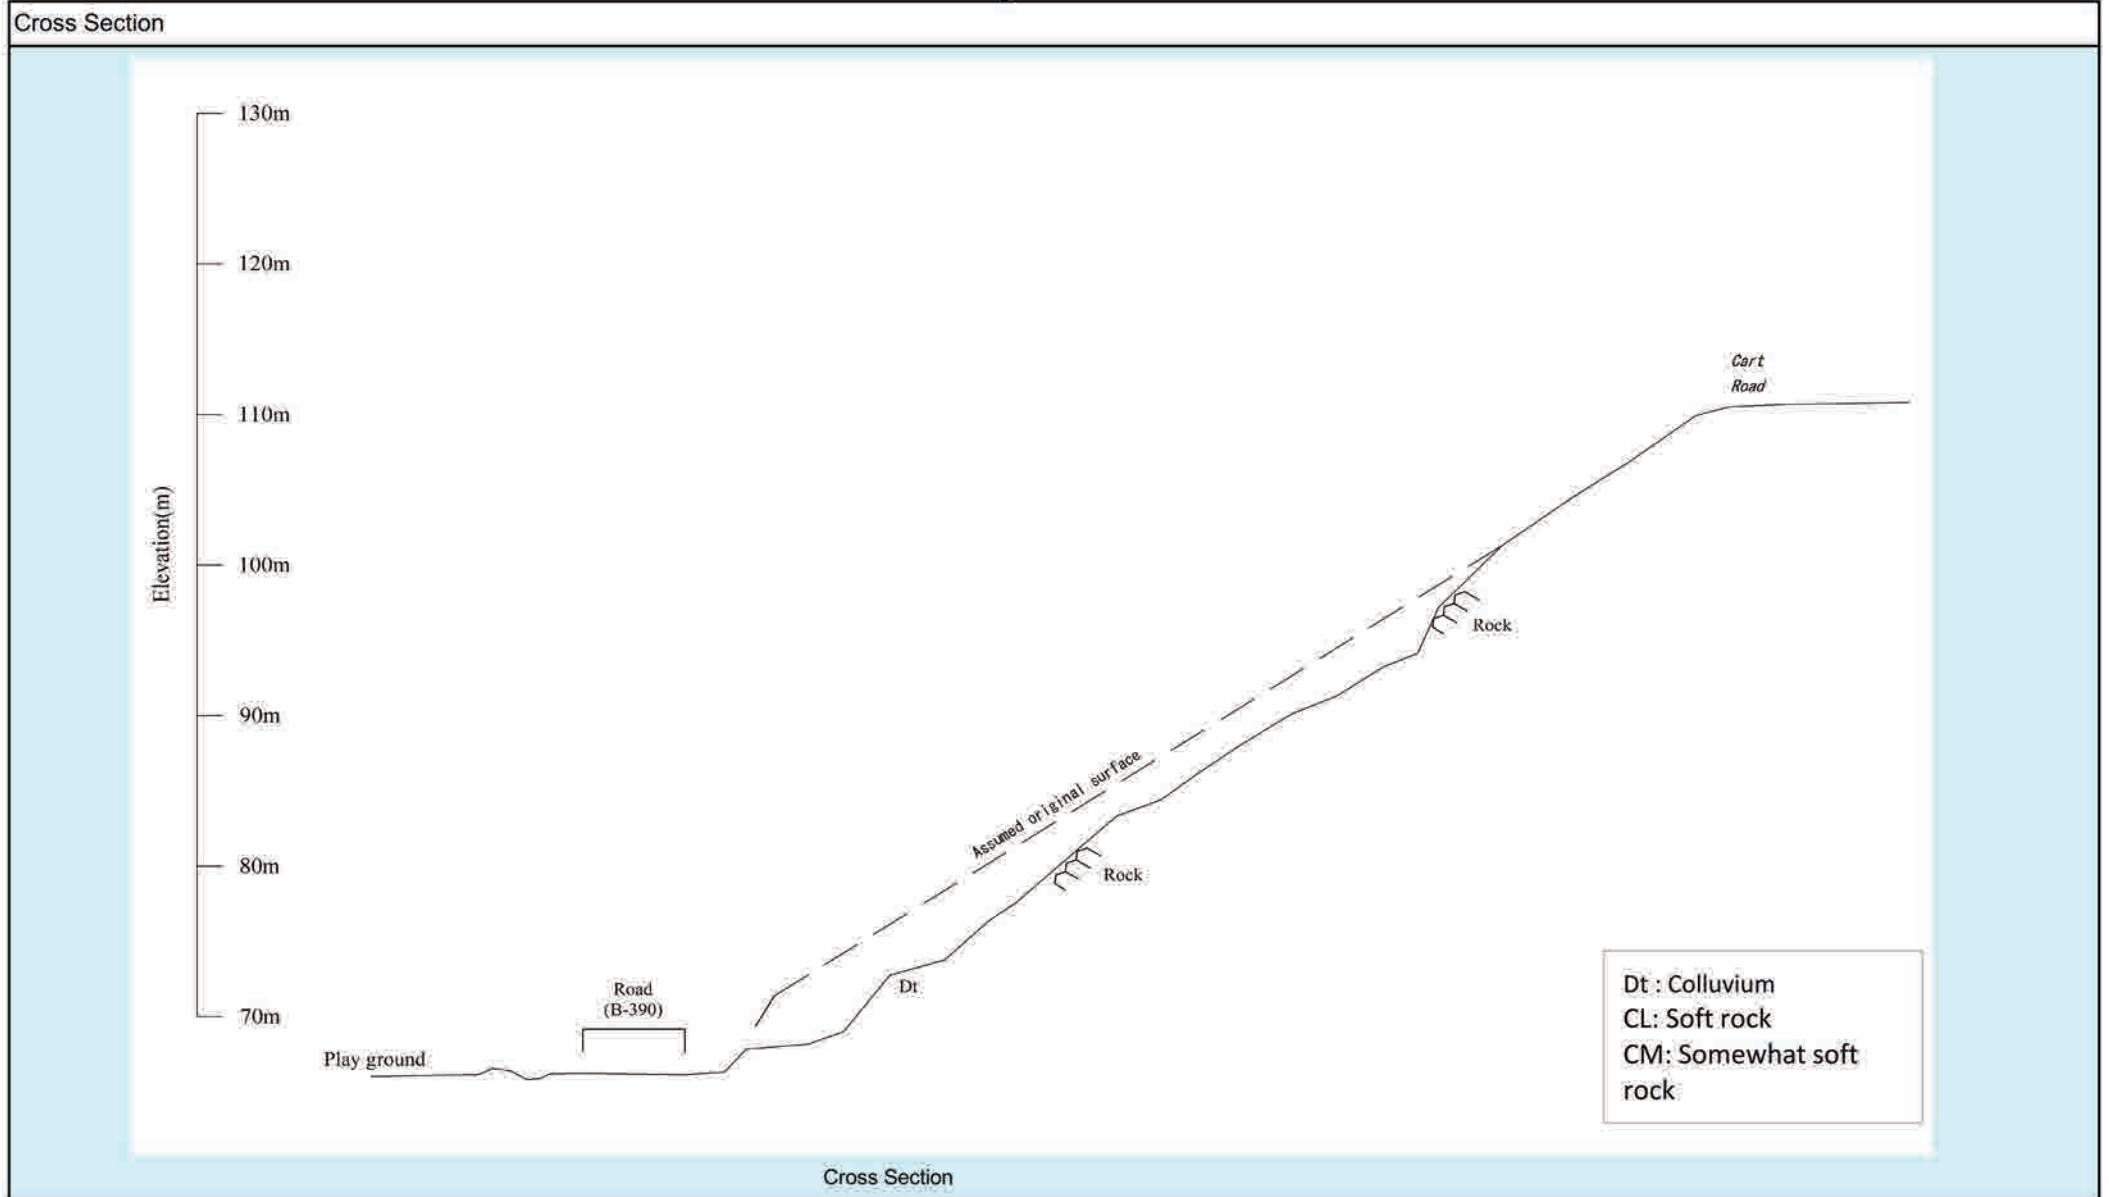 Cross Section
130m
120m
110m
100m
90m
80m
70m
Elevation(m)
Cart
Road
Rock
Assumed original surface
Rock
Dt
Road
(B-390)
Play ground
Dt : Colluvium
CL: Soft rock
CM: Somewhat soft
rock
Cross Section